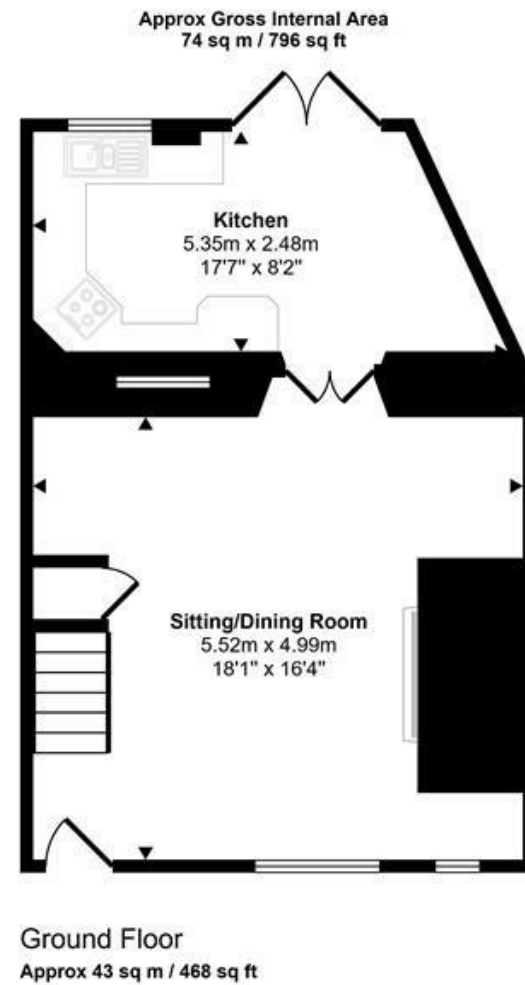 Approx Gross Internal Area
74 sq m / 796 sq ft
Kitchen
5.35m x 2.48m
17'7" x 8'2"
Sitting/Dining Room
5.52m x 4.99m
18'1" x 16'4"
Ground Floor
Approx 43 sq m / 468 sq ft